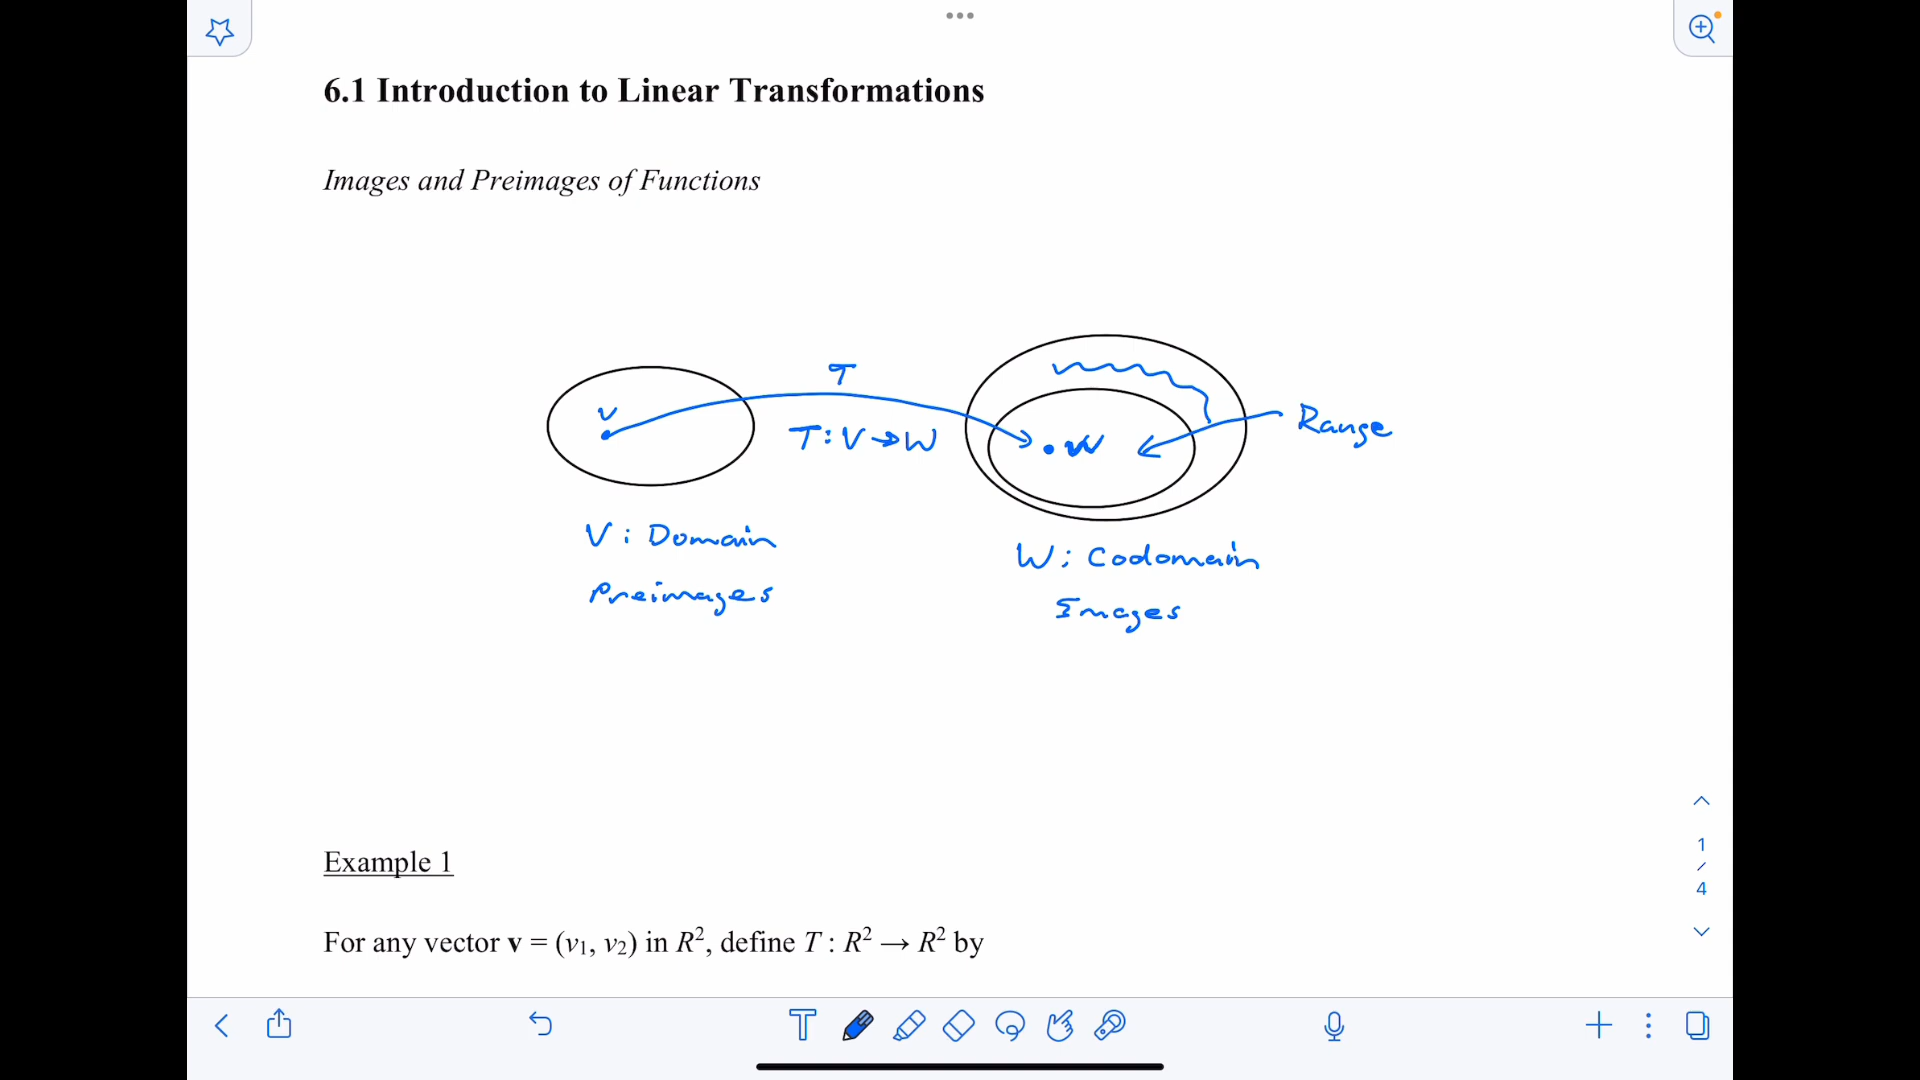 6.1 Introduction to Linear Transformations
Images and Preimages of Functions
T
v
T: V → W
• w
Range
V: Domain
Preimages
W: Codomain
Images
Example 1
For any vector v = (v₁, v₂) in R², define T : R² → R² by
1
/
4